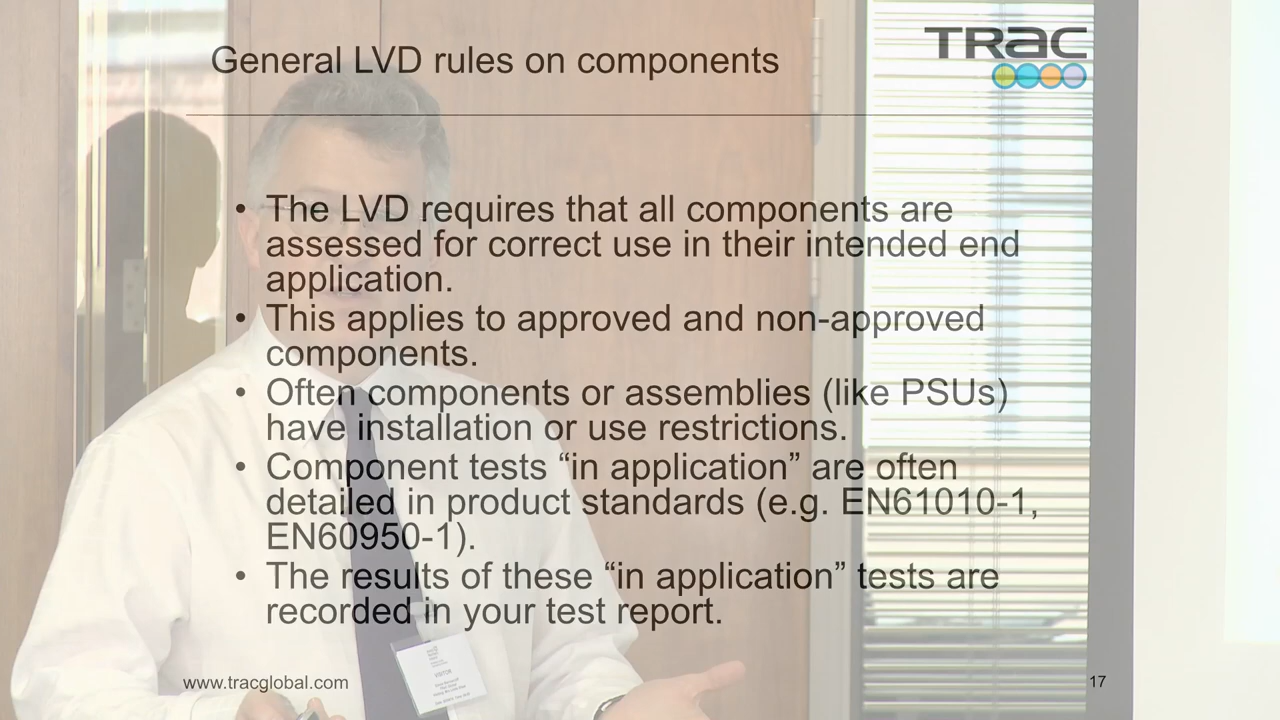 General LVD rules on components
TRac
• The LVD requires that all components are
assessed for correct use in their intended end
application.
• This applies to approved and non-approved
components.
• Often components or assemblies (like PSUs)
have installation or use restrictions.
• Component tests “in application” are often
detailed in product standards (e.g. EN61010-1,
EN60950-1).
• The results of these “in application” tests are
recorded in your test report.
VISITOR
www.tracglobal.com
17